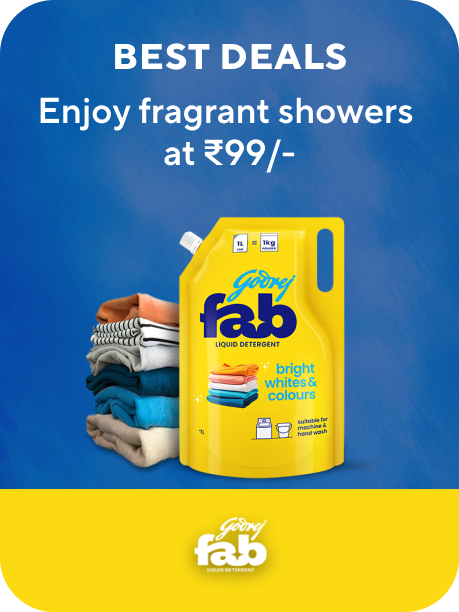 BEST DEALS
Enjoy fragrant showers
at ₹99/-
1L
≈
1kg
POWDER
Godrej
fab
LIQUID DETERGENT
bright
whites &
colours
suitable for
machine &
hand wash
Godrej
fab
LIQUID DETERGENT